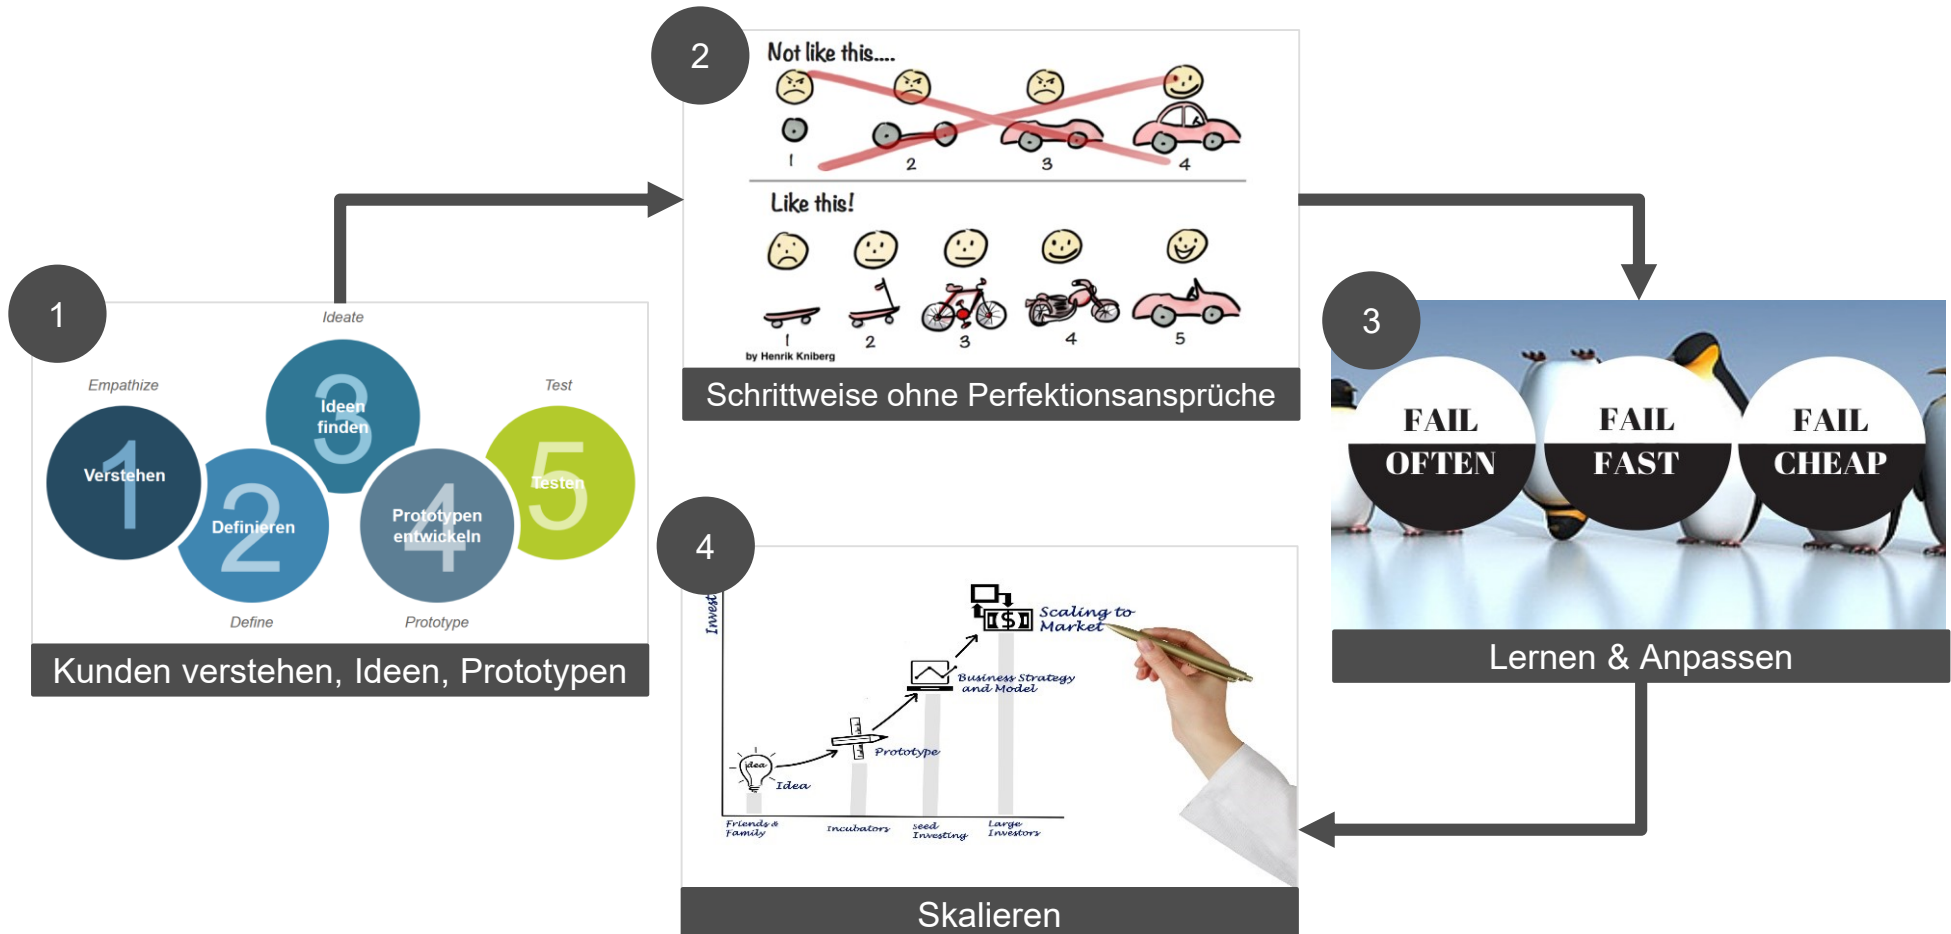 1
Ideate
Empathize
Test
3
Ideen
finden
1
Verstehen
5
Testen
2
Definieren
4
Prototypen
entwickeln
Define
Prototype
Kunden verstehen, Ideen, Prototypen
2
Not like this....
1
2
3
4
Like this!
1
2
3
4
5
by Henrik Kniberg
Schrittweise ohne Perfektionsansprüche
3
FAIL
OFTEN
FAIL
FAST
FAIL
CHEAP
Lernen & Anpassen
4
Invest
$
Scaling to
Market
Business Strategy
and Model
Prototype
idea
Idea
Friends &
Family
Incubators
seed
Investing
Large
Investors
Skalieren